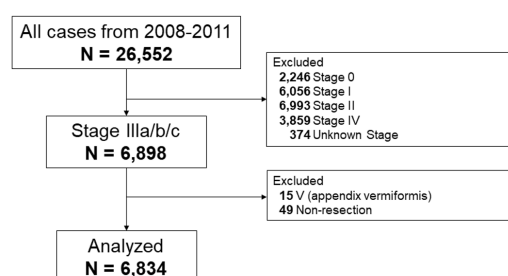 All cases from 2008-2011
N = 26,552
Excluded
2,246 Stage 0
6,056 Stage I
6,993 Stage II
3,859 Stage IV
374 Unknown Stage
Stage IIIa/b/c
N = 6,898
Excluded
15 V (appendix vermiformis)
49 Non-resection
Analyzed
N = 6,834